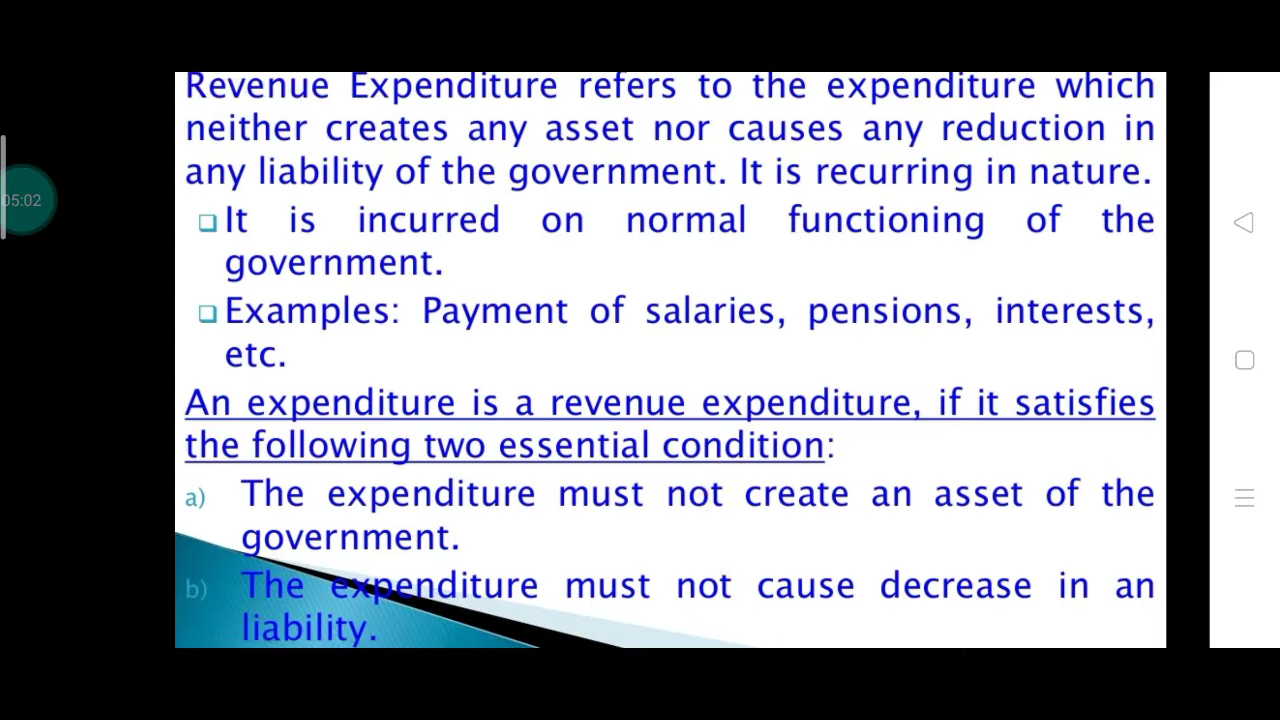 Revenue Expenditure refers to the expenditure which
neither creates any asset nor causes any reduction in
any liability of the government. It is recurring in nature.
It is incurred on normal functioning of the
government.
Examples: Payment of salaries, pensions, interests,
etc.
An expenditure is a revenue expenditure, if it satisfies
the following two essential condition:
a) The expenditure must not create an asset of the
government.
b) The expenditure must not cause decrease in an
liability.
05:02